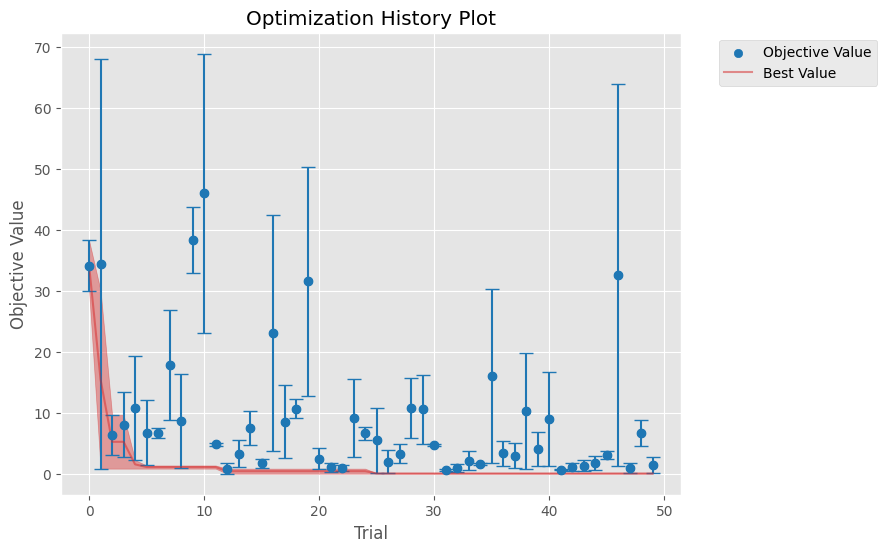 Optimization History Plot
Objective Value
Best Value
70
60
50
40
30
20
10
0
Objective Value
0 10 20 30 40 50
Trial